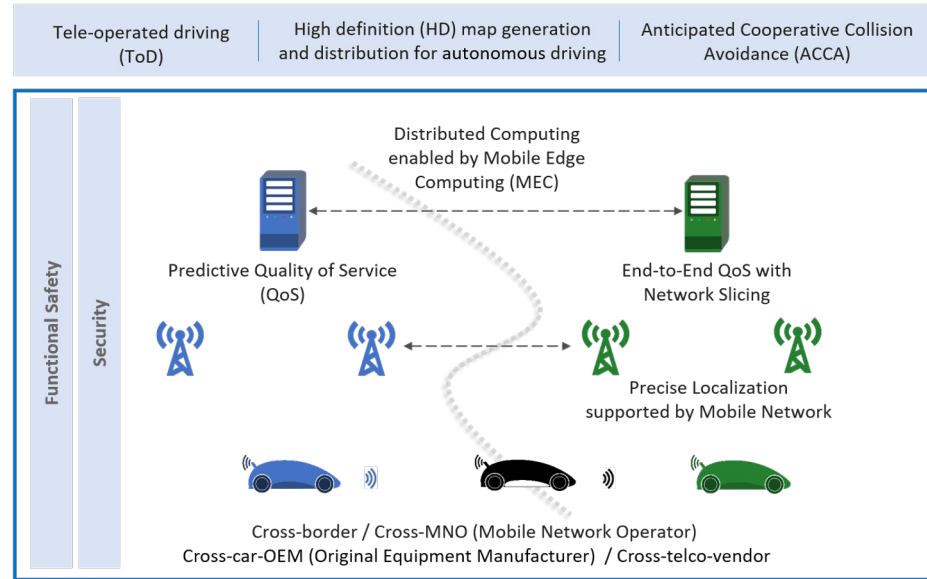 Tele-operated driving
(ToD)
High definition (HD) map generation
and distribution for autonomous driving
Anticipated Cooperative Collision
Avoidance (ACCA)
Functional Safety
Security
Distributed Computing
enabled by Mobile Edge
Computing (MEC)
Predictive Quality of Service
(QoS)
End-to-End QoS with
Network Slicing
Precise Localization
supported by Mobile Network
Cross-border / Cross-MNO (Mobile Network Operator)
Cross-car-OEM (Original Equipment Manufacturer) / Cross-telco-vendor